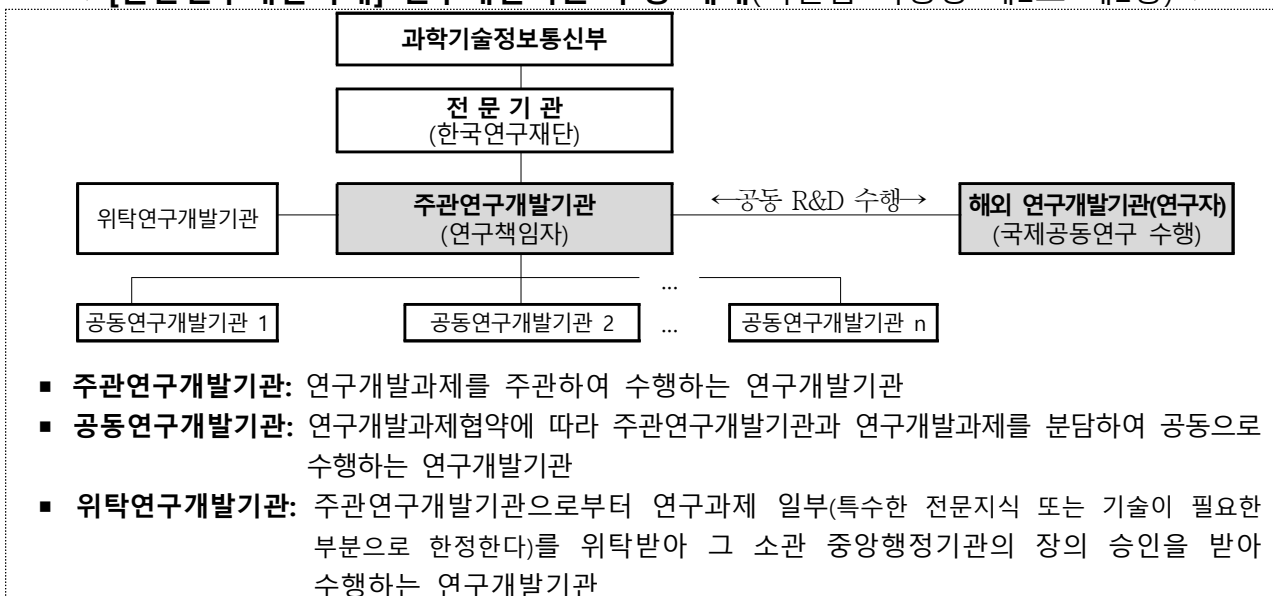 과학기술정보통신부
전 문 기 관
(한국연구재단)
위탁연구개발기관
주관연구개발기관
(연구책임자)
←공동 R&D 수행→
해외 연구개발기관(연구자)
(국제공동연구 수행)
...
공동연구개발기관 1
공동연구개발기관 2
...
공동연구개발기관 n
▪ 주관연구개발기관: 연구개발과제를 주관하여 수행하는 연구개발기관
▪ 공동연구개발기관: 연구개발과제협약에 따라 주관연구개발기관과 연구개발과제를 분담하여 공동으로
수행하는 연구개발기관
▪ 위탁연구개발기관: 주관연구개발기관으로부터 연구과제 일부(특수한 전문지식 또는 기술이 필요한
부분으로 한정한다)를 위탁받아 그 소관 중앙행정기관의 장의 승인을 받아
수행하는 연구개발기관